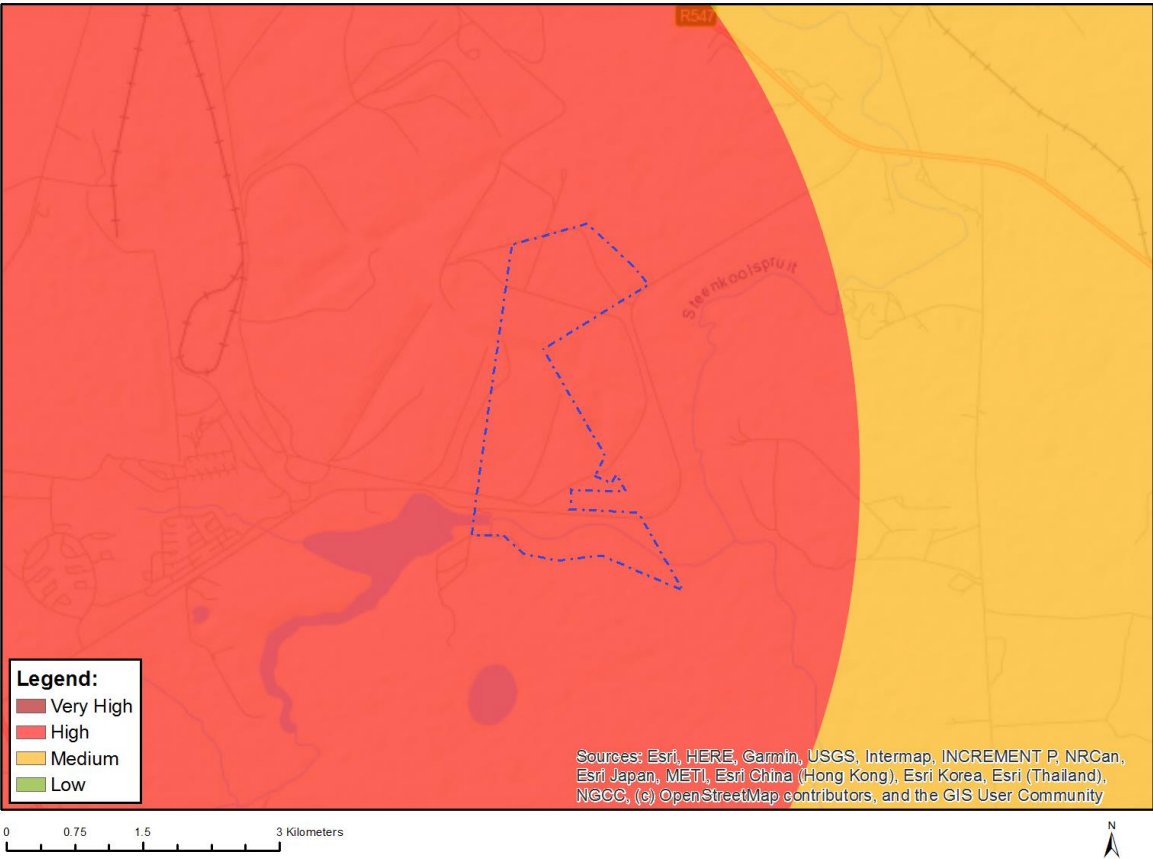 R547
Steenkoolspruit
Legend:
Very High
High
Medium
Low
Sources: Esri, HERE, Garmin, USGS, Intermap, INCREMENT P, NRCan,
Esri Japan, METI, Esri China (Hong Kong), Esri Korea, Esri (Thailand),
NGCC, (c) OpenStreetMap contributors, and the GIS User Community
0 0.75 1.5 3 Kilometers
N